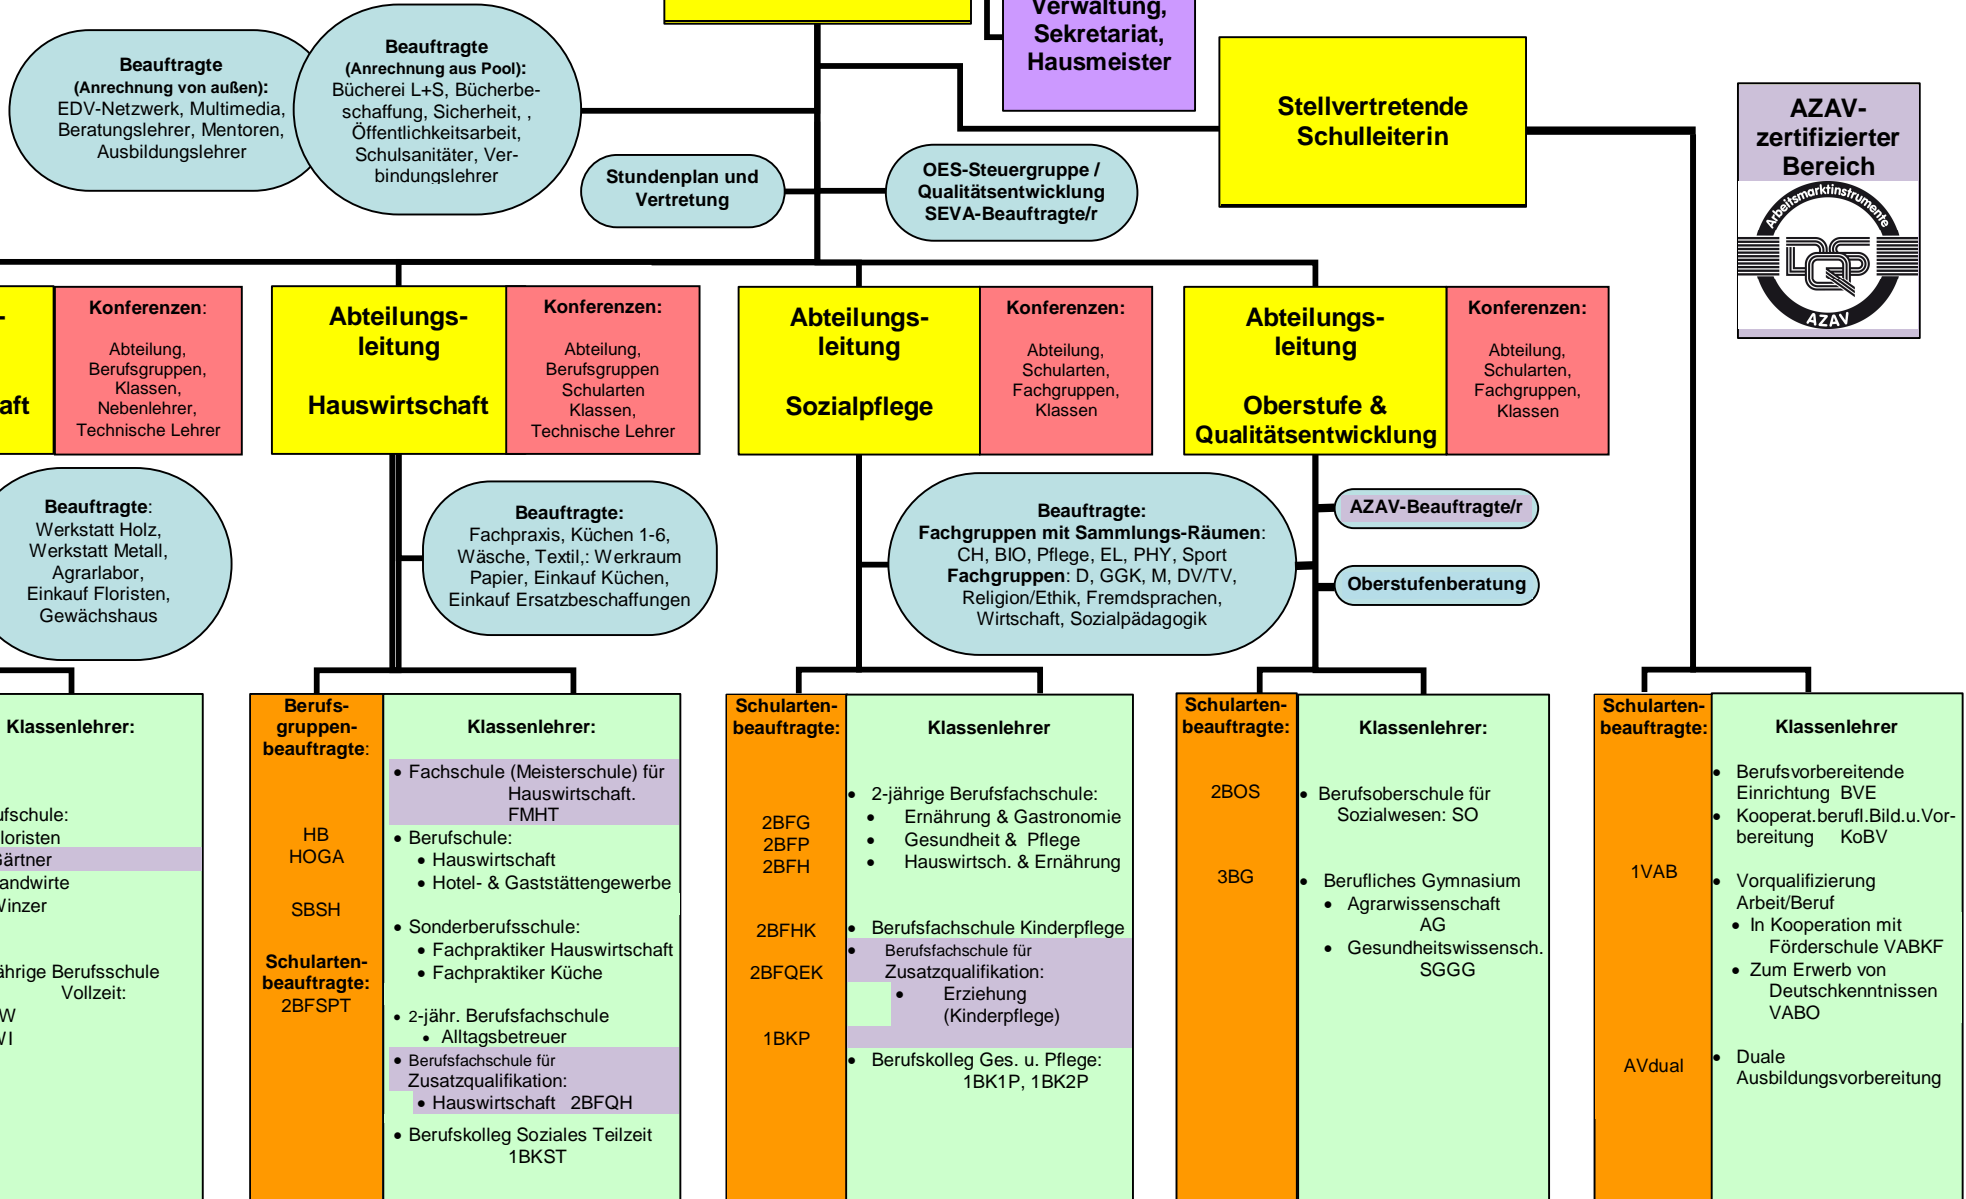 Verwaltung,
Sekretariat,
Hausmeister
Beauftragte
(Anrechnung von außen):
EDV-Netzwerk, Multimedia,
Beratungslehrer, Mentoren,
Ausbildungslehrer
Beauftragte
(Anrechnung aus Pool):
Bücherei L+S, Bücherbe-
schaffung, Sicherheit, ,
Öffentlichkeitsarbeit,
Schulsanitäter, Ver-
bindungslehrer
Stundenplan und
Vertretung
OES-Steuergruppe /
Qualitätsentwicklung
SEVA-Beauftragte/r
Stellvertretende
Schulleiterin
AZAV-
zertifizierter
Bereich
Arbeitsmarktinstrumente
DQS
AZAV
-
aft
Konferenzen:
Abteilung,
Berufsgruppen,
Klassen,
Nebenlehrer,
Technische Lehrer
Abteilungs-
leitung
Hauswirtschaft
Konferenzen:
Abteilung,
Berufsgruppen
Schularten
Klassen,
Technische Lehrer
Abteilungs-
leitung
Sozialpflege
Konferenzen:
Abteilung,
Schularten,
Fachgruppen,
Klassen
Abteilungs-
leitung
Oberstufe &
Qualitätsentwicklung
Konferenzen:
Abteilung,
Schularten,
Fachgruppen,
Klassen
Beauftragte:
Werkstatt Holz,
Werkstatt Metall,
Agrarlabor,
Einkauf Floristen,
Gewächshaus
Beauftragte:
Fachpraxis, Küchen 1-6,
Wäsche, Textil,: Werkraum
Papier, Einkauf Küchen,
Einkauf Ersatzbeschaffungen
Beauftragte:
Fachgruppen mit Sammlungs-Räumen:
CH, BIO, Pflege, EL, PHY, Sport
Fachgruppen: D, GGK, M, DV/TV,
Religion/Ethik, Fremdsprachen,
Wirtschaft, Sozialpädagogik
AZAV-Beauftragte/r
Oberstufenberatung
Klassenlehrer:
ufschule:
loristen
Gärtner
andwirte
Winzer
ährige Berufsschule
Vollzeit:
W
WI
Berufs-
gruppen-
beauftragte:
HB
HOGA
SBSH
Schularten-
beauftragte:
2BFSPT
Klassenlehrer:
• Fachschule (Meisterschule) für
Hauswirtschaft.
FMHT
• Berufschule:
• Hauswirtschaft
• Hotel- & Gaststättengewerbe
• Sonderberufsschule:
• Fachpraktiker Hauswirtschaft
• Fachpraktiker Küche
• 2-jähr. Berufsfachschule
• Alltagsbetreuer
• Berufsfachschule für
Zusatzqualifikation:
• Hauswirtschaft 2BFQH
• Berufskolleg Soziales Teilzeit
1BKST
Schularten-
beauftragte:
2BFG
2BFP
2BFH
2BFHK
2BFQEK
1BKP
Klassenlehrer
• 2-jährige Berufsfachschule:
• Ernährung & Gastronomie
• Gesundheit & Pflege
• Hauswirtsch. & Ernährung
• Berufsfachschule Kinderpflege
• Berufsfachschule für
Zusatzqualifikation:
• Erziehung
(Kinderpflege)
• Berufskolleg Ges. u. Pflege:
1BK1P, 1BK2P
Schularten-
beauftragte:
2BOS
3BG
Klassenlehrer:
• Berufsoberschule für
Sozialwesen: SO
• Berufliches Gymnasium
• Agrarwissenschaft
AG
• Gesundheitswissensch.
SGGG
Schularten-
beauftragte:
1VAB
AVdual
Klassenlehrer
• Berufsvorbereitende
Einrichtung BVE
• Kooperat.berufl.Bild.u.Vor-
bereitung KoBV
• Vorqualifizierung
Arbeit/Beruf
• In Kooperation mit
Förderschule VABKF
• Zum Erwerb von
Deutschkenntnissen
VABO
• Duale
Ausbildungsvorbereitung